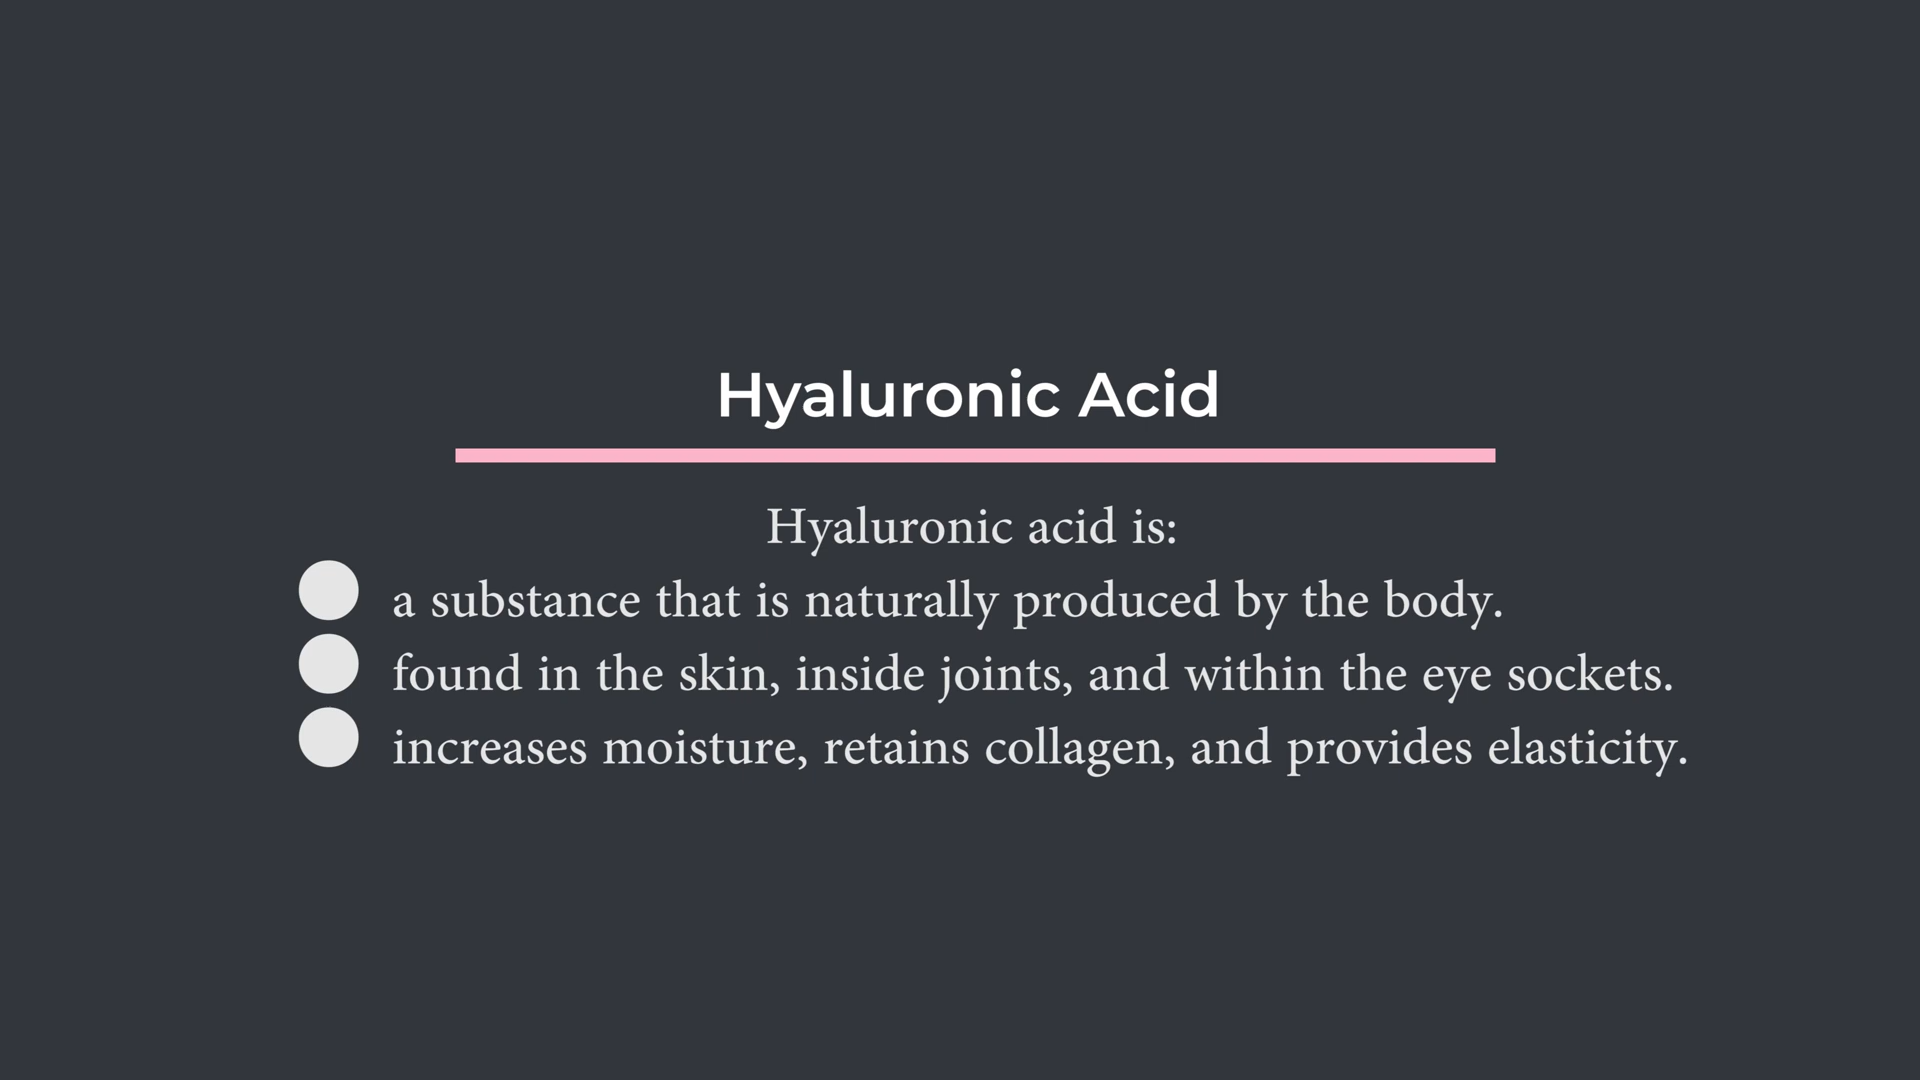 Hyaluronic Acid
Hyaluronic acid is:
a substance that is naturally produced by the body.
found in the skin, inside joints, and within the eye sockets.
increases moisture, retains collagen, and provides elasticity.